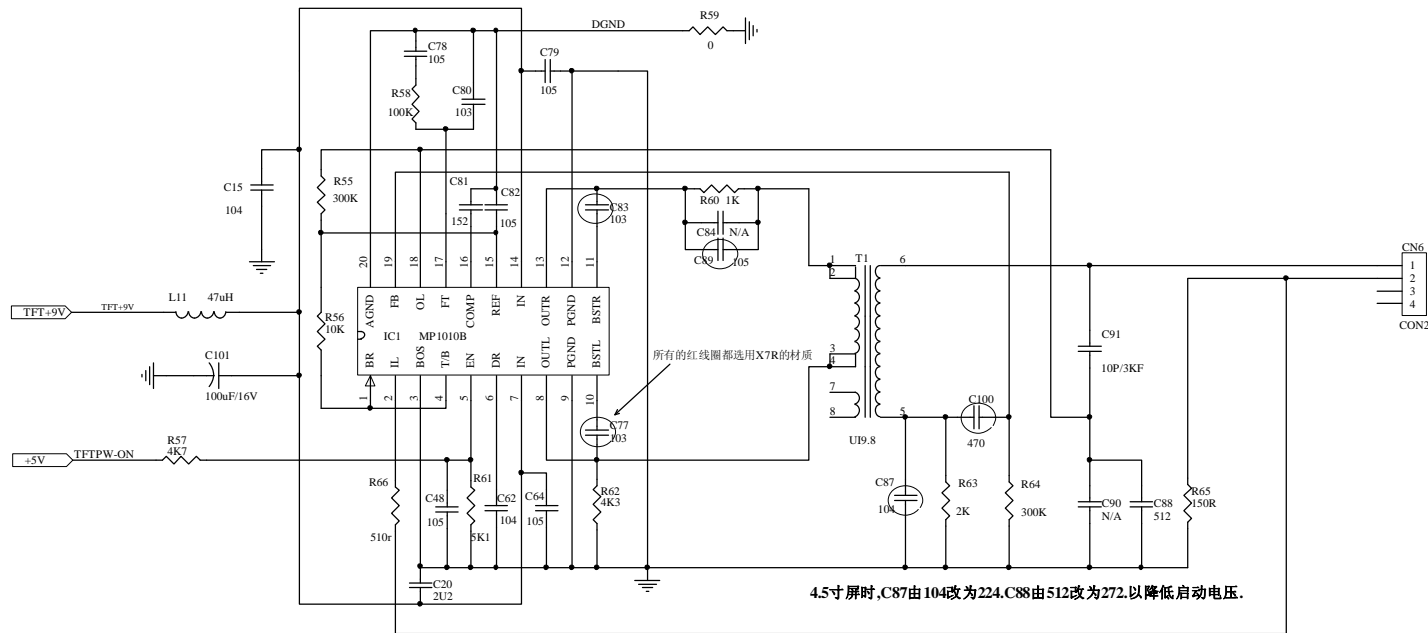 R59
DGND
0
C78
105
C79
105
R58
100K
C80
103
C15
104
R55
300K
C81
152
C82
105
C83
103
R60 1K
C84 N/A
C89 105
20 19 18 17 16 15 14 13 12 11
AGND FB OL FT COMP REF IN OUTR PGND BSTR
IC1 MP1010B
BR IL BOS T/B EN DR IN OUTL PGND BSTL
1 2 3 4 5 6 7 8 9 10
L11 47uH
TFT+9V
TFT+9V
R56
10K
C101
100uF/16V
所有的红线圈都选用X7R的材质
1
2
T1
6
3
4
7
8
5
UI9.8
C91
10P/3KF
CN6
1
2
3
4
CON2
C77
103
C100
470
R57
4K7
+5V
TFTPW-ON
R66
510r
C48
105
R61
5K1
C62
104
C64
105
R62
4K3
C87
104
R63
2K
R64
300K
C90
N/A
C88
512
R65
150R
C20
2U2
4.5寸屏时,C87由104改为224.C88由512改为272.以降低启动电压.